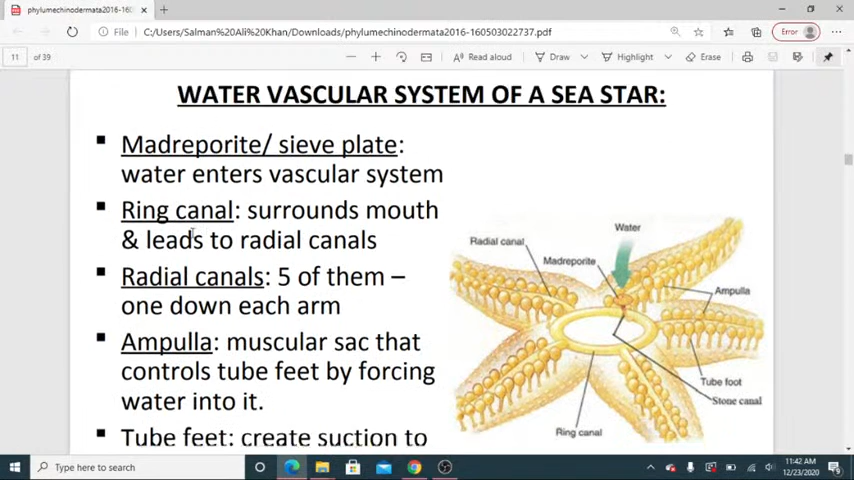 phylumechinodermata2016-160503022737.pdf
File
C:/Users/Salman%20Ali%20Khan/Downloads/phylumechinodermata2016-160503022737.pdf
Error
11 of 39
Read aloud
Draw
Highlight
Erase
WATER VASCULAR SYSTEM OF A SEA STAR:
Madreporite/ sieve plate:
water enters vascular system
Ring canal: surrounds mouth
& leads to radial canals
Radial canals: 5 of them –
one down each arm
Ampulla: muscular sac that
controls tube feet by forcing
water into it.
Tube feet: create suction to
Water
Radial canal
Madreporite
Ampulla
Tube foot
Stone canal
Ring canal
Type here to search
11:42 AM
12/23/2020